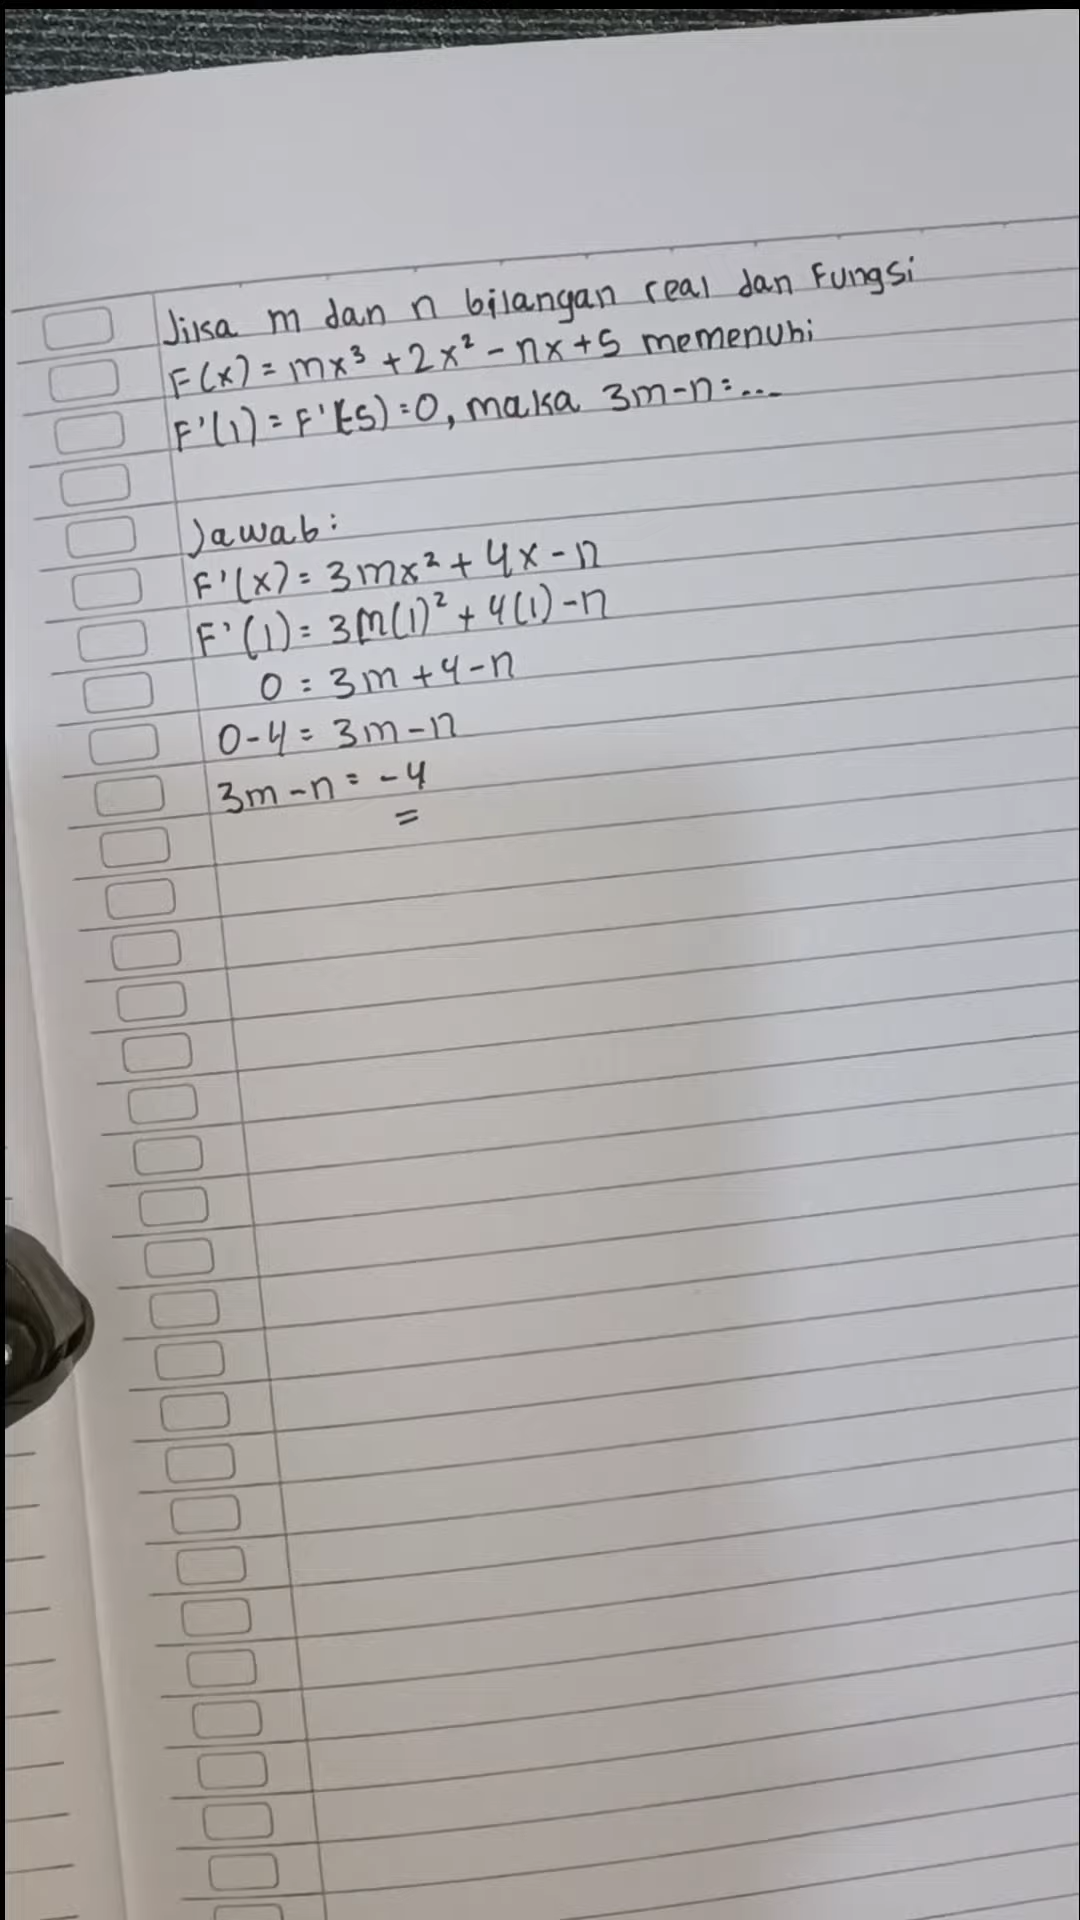 Jika m dan n bilangan real dan Fungsi
F(x) = mx³ + 2x² - nx + 5 memenuhi
F'(1) = F'(-5) = 0, maka 3m-n = ...
Jawab:
F'(x) = 3mx² + 4x - n
F'(1) = 3m(1)² + 4(1) - n
0 = 3m + 4 - n
0 - 4 = 3m - n
3m - n = -4
=